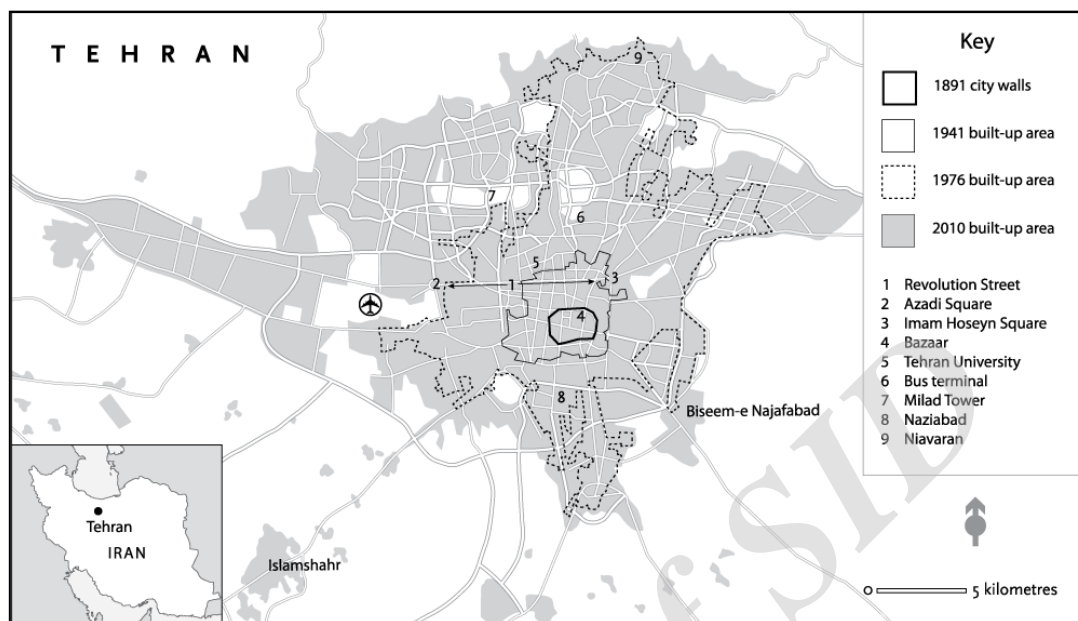 TEHRAN
Key
1891 city walls
1941 built-up area
1976 built-up area
2010 built-up area
1 Revolution Street
2 Azadi Square
3 Imam Hoseyn Square
4 Bazaar
5 Tehran University
6 Bus terminal
7 Milad Tower
8 Naziabad
9 Niavaran
9
7
6
5
2
1
3
4
8
Biseem-e Najafabad
Islamshahr
Tehran
IRAN
5 kilometres
f SID